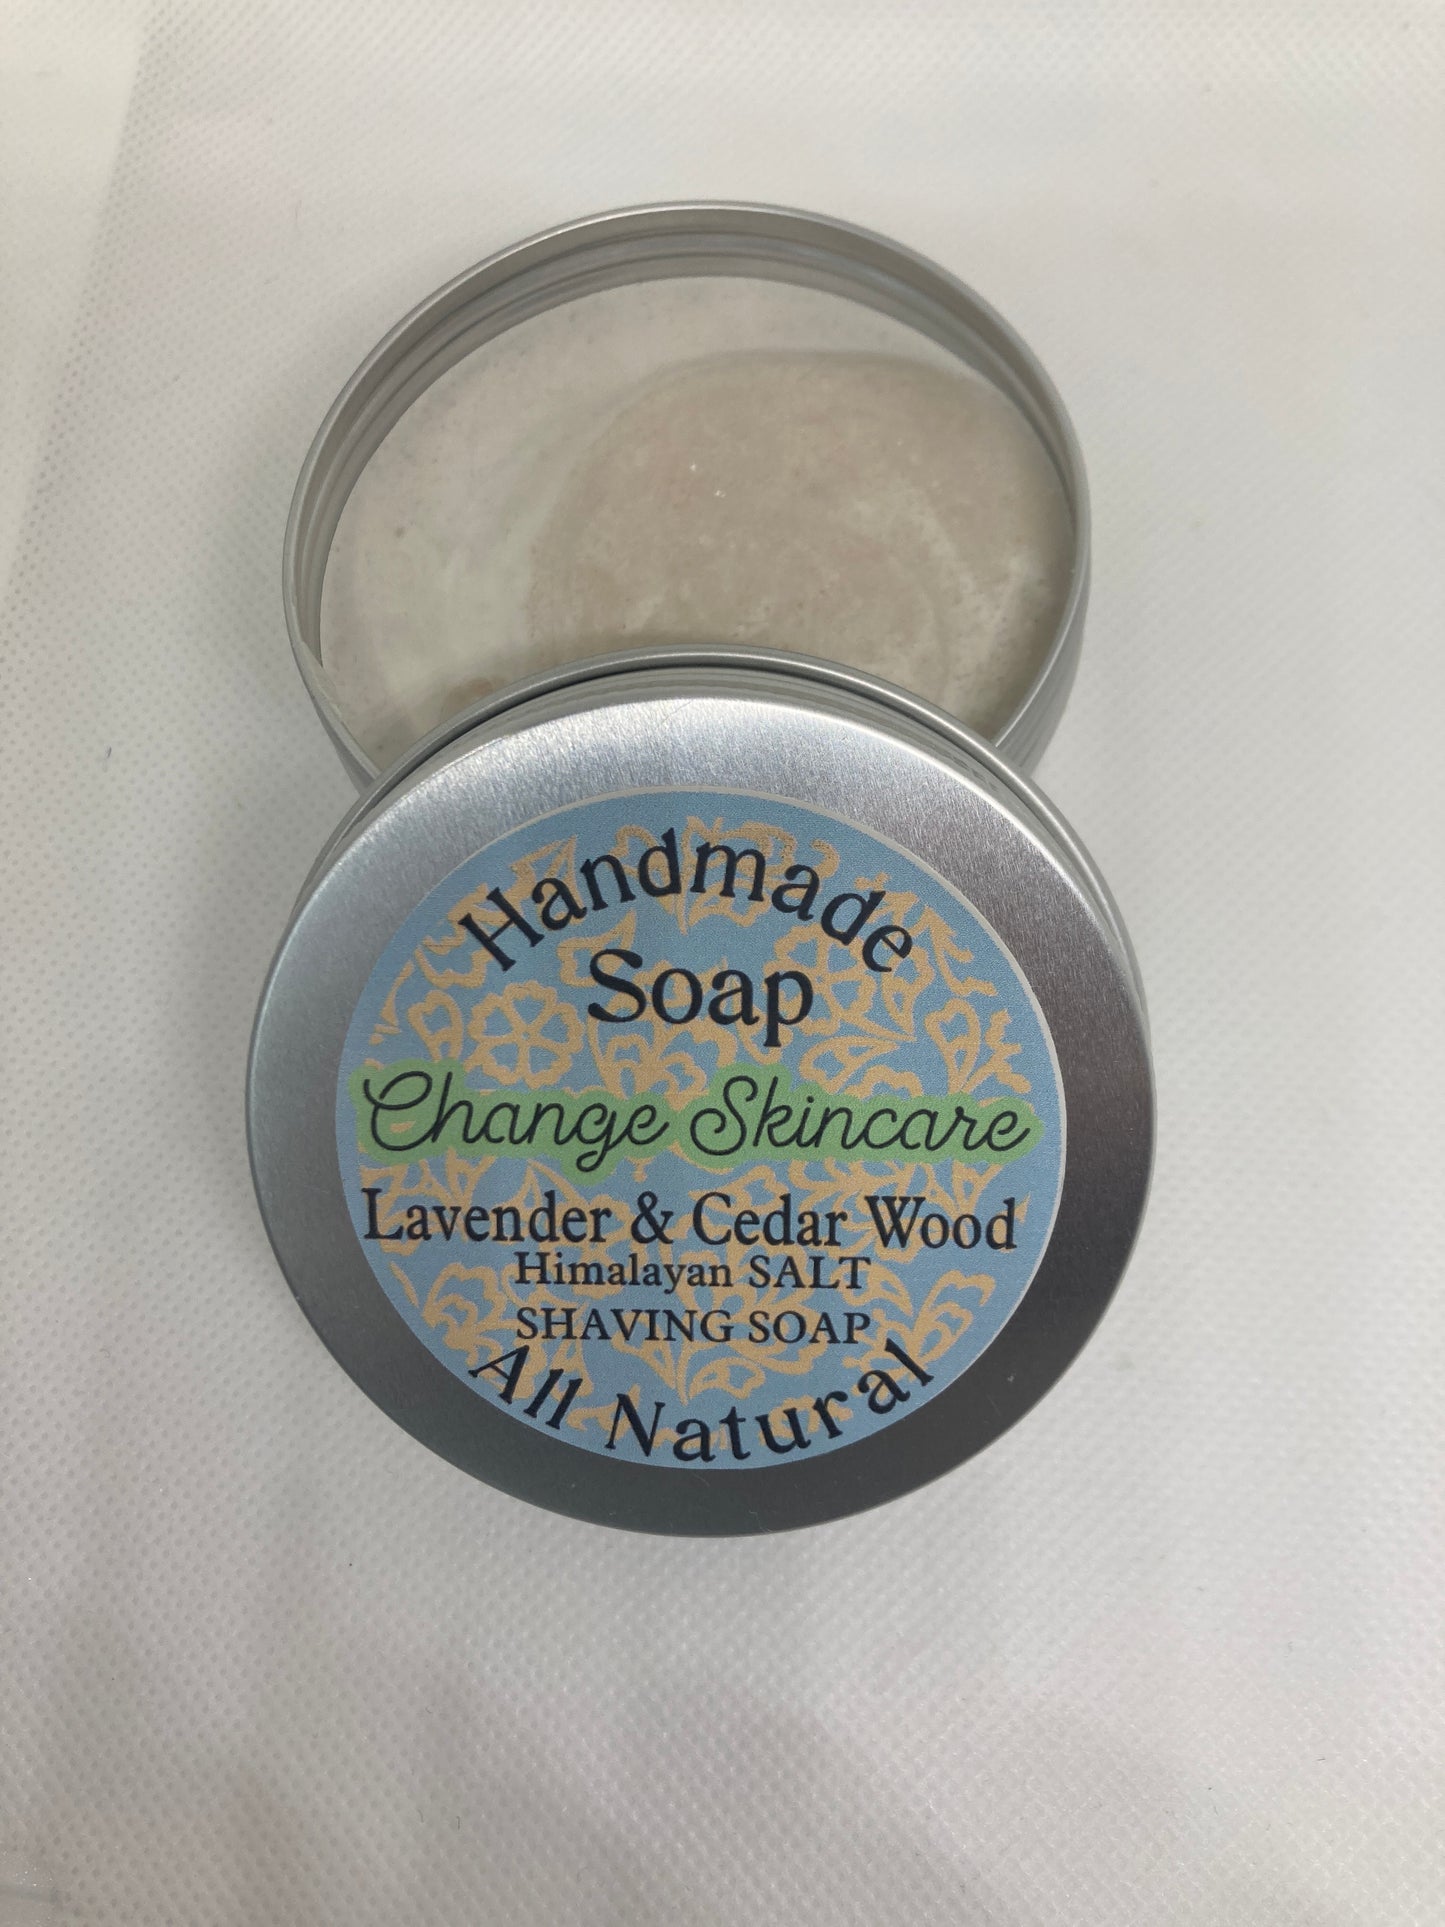 Handmade
Soap
Change Skincare
Lavender & Cedar Wood
Himalayan SALT
SHAVING SOAP
All Natural